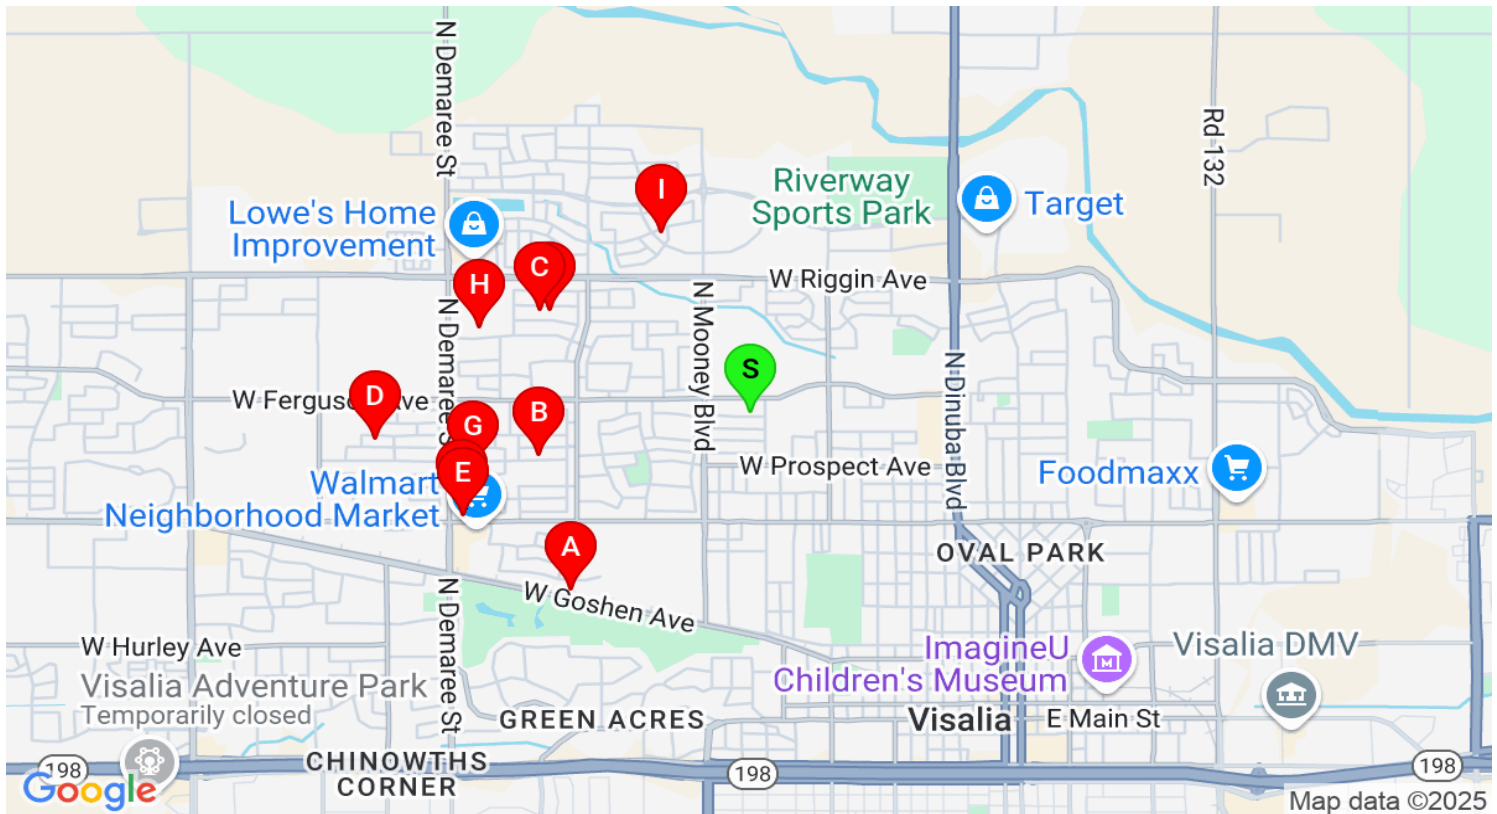 N Demaree St
Rd 132
Riverway
Sports Park
I
Target
Lowe's Home
Improvement
C
H
W Riggin Ave
N Demaree St
N Mooney Blvd
S
N Dinuba Blvd
D
W Ferguson Ave
B
G
E
W Prospect Ave
Foodmaxx
Walmart
Neighborhood Market
A
OVAL PARK
N Demaree St
W Goshen Ave
W Hurley Ave
ImagineU
Children's Museum
Visalia DMV
Visalia Adventure Park
Temporarily closed
GREEN ACRES
Visalia
E Main St
CHINOWTHS
CORNER
198
198
198
Google
Map data ©2025